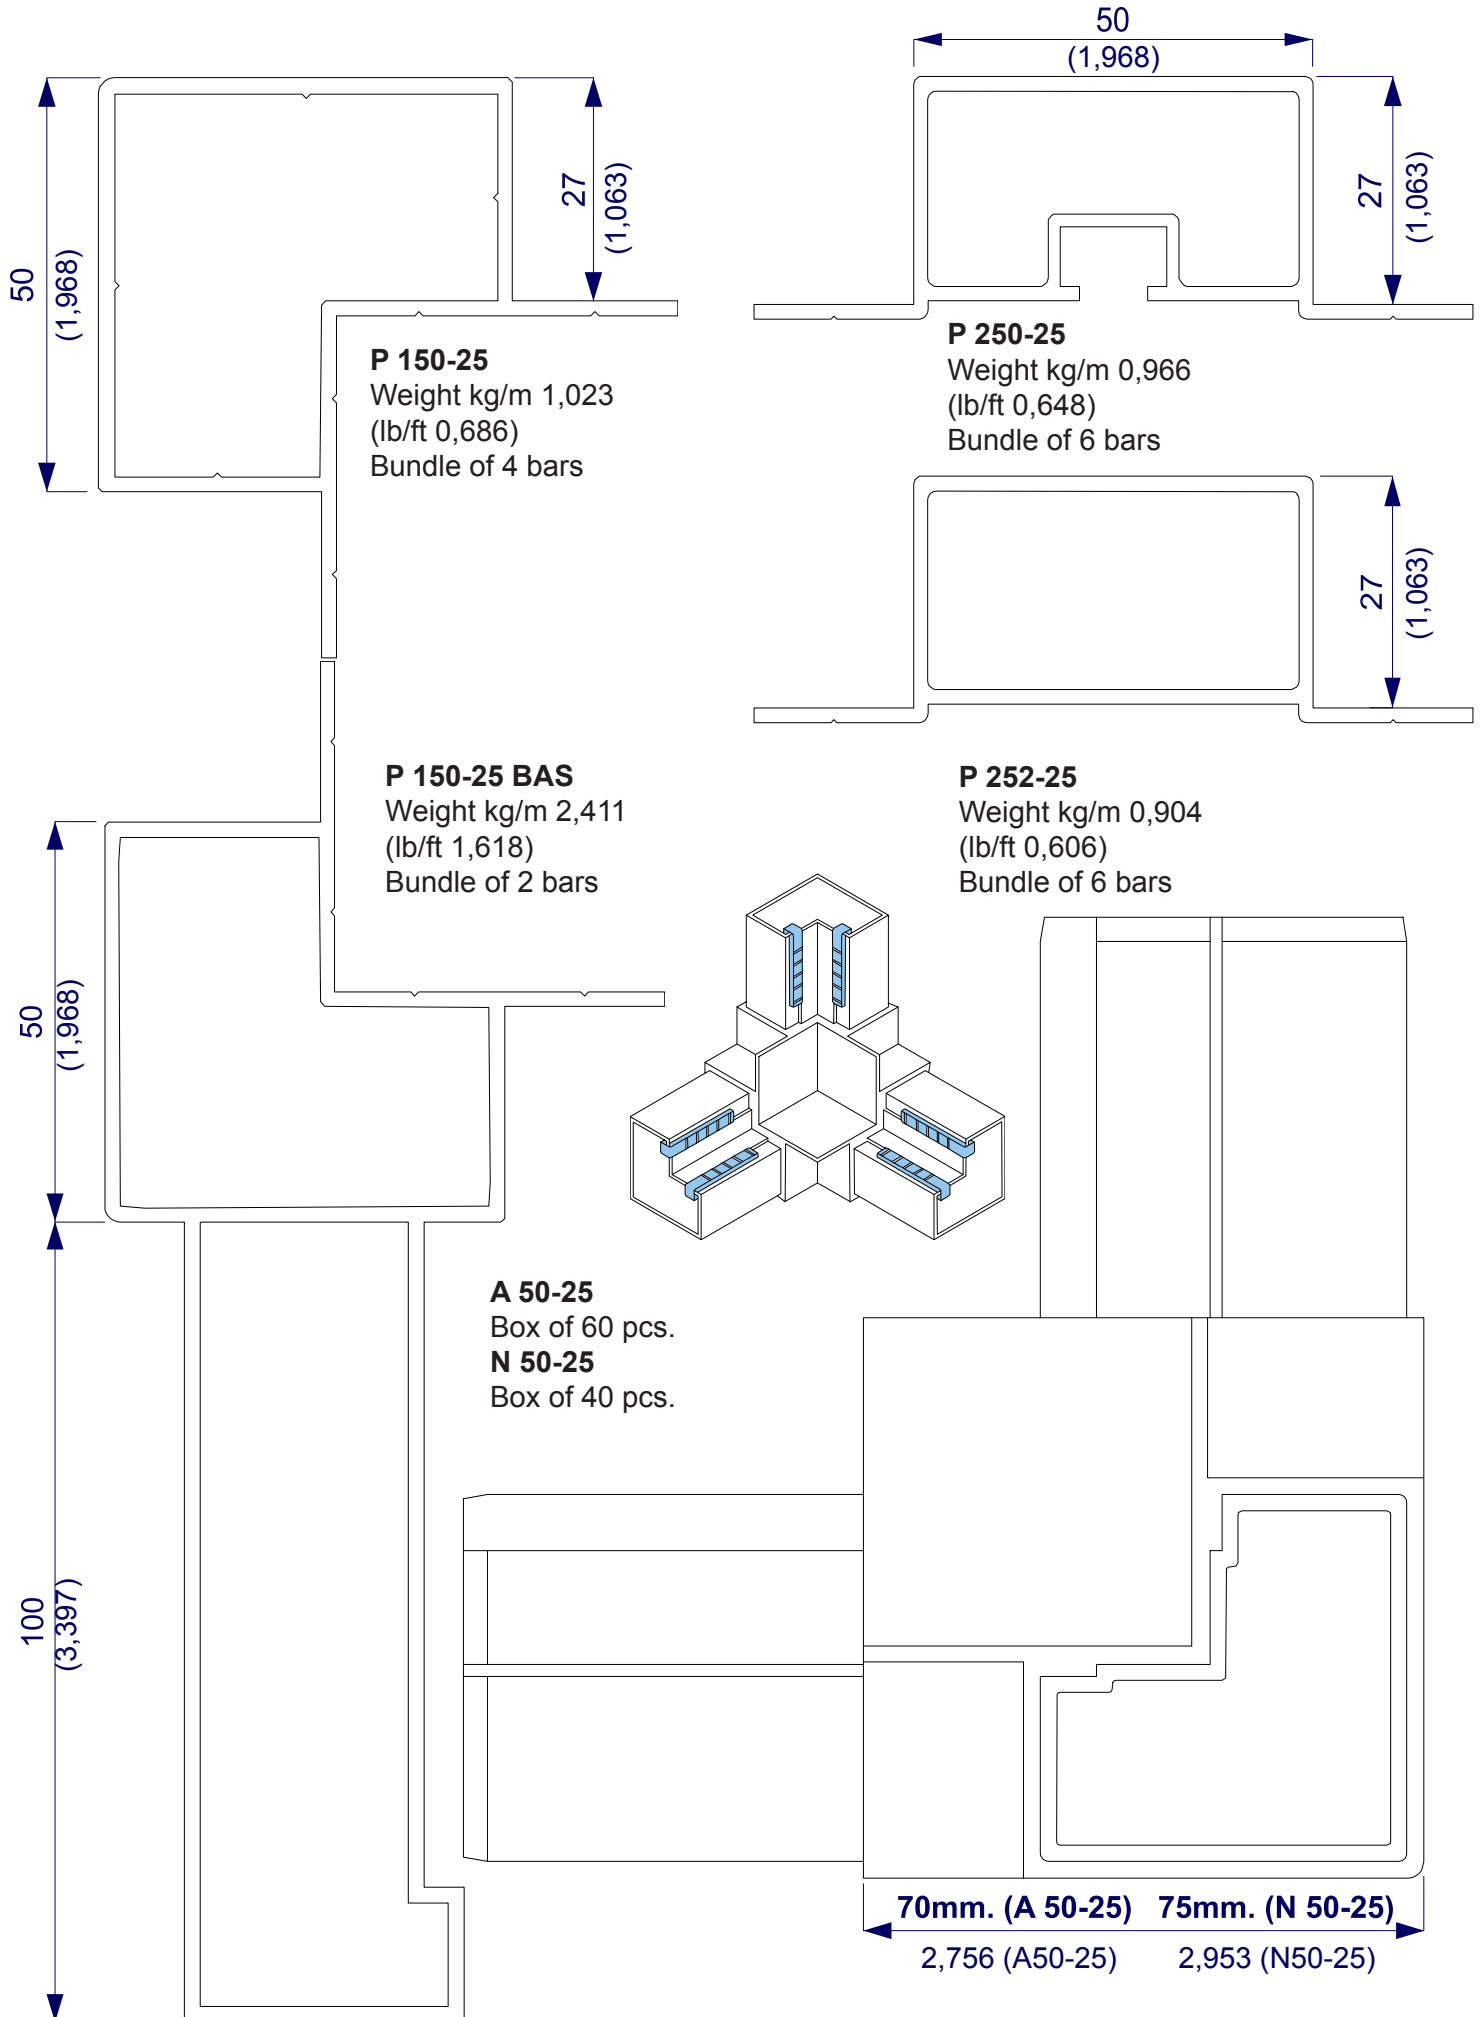 50
(1,968)
50
(1,968)
27
(1,063)
27
(1,063)
P 150-25
Weight kg/m 1,023
(lb/ft 0,686)
Bundle of 4 bars
P 250-25
Weight kg/m 0,966
(lb/ft 0,648)
Bundle of 6 bars
27
(1,063)
P 150-25 BAS
Weight kg/m 2,411
(lb/ft 1,618)
Bundle of 2 bars
P 252-25
Weight kg/m 0,904
(lb/ft 0,606)
Bundle of 6 bars
50
(1,968)
A 50-25
Box of 60 pcs.
N 50-25
Box of 40 pcs.
100
(3,397)
70mm. (A 50-25) 75mm. (N 50-25)
2,756 (A50-25) 2,953 (N50-25)